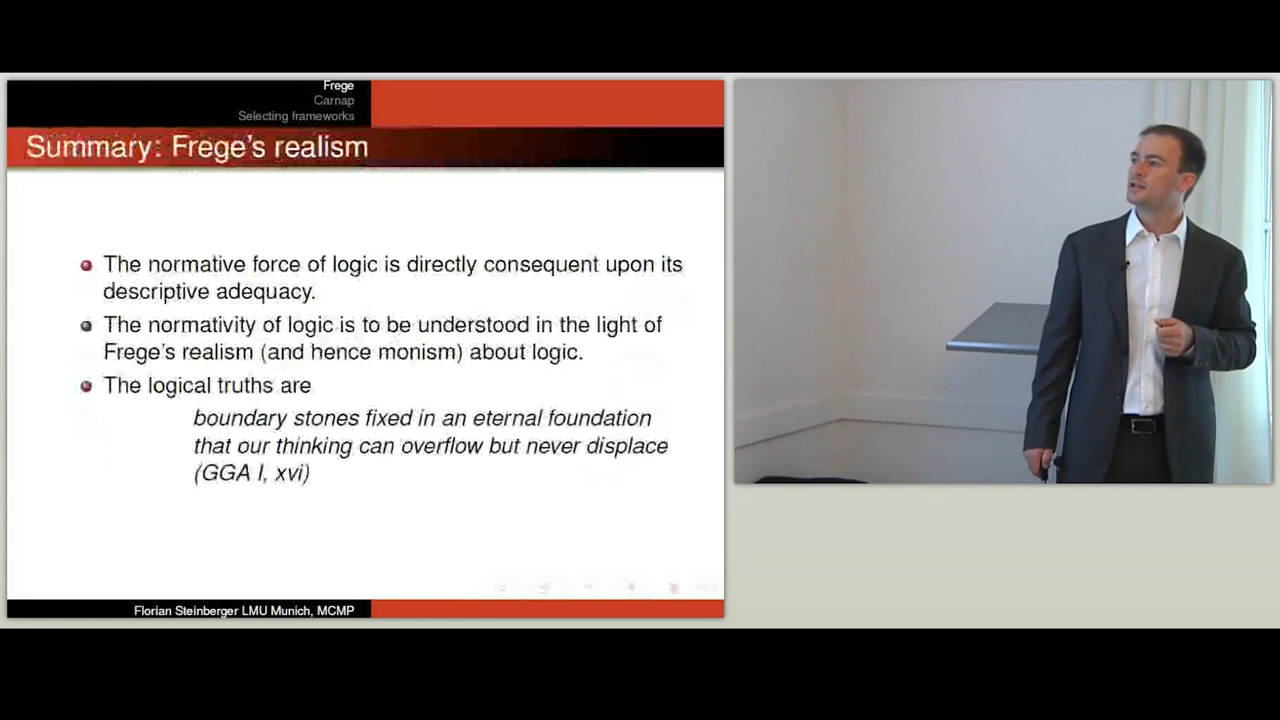 Frege
Carnap
Selecting frameworks
Summary: Frege's realism
The normative force of logic is directly consequent upon its
descriptive adequacy.
The normativity of logic is to be understood in the light of
Frege's realism (and hence monism) about logic.
The logical truths are
boundary stones fixed in an eternal foundation
that our thinking can overflow but never displace
(GGA I, xvi)
Florian Steinberger LMU Munich, MCMP